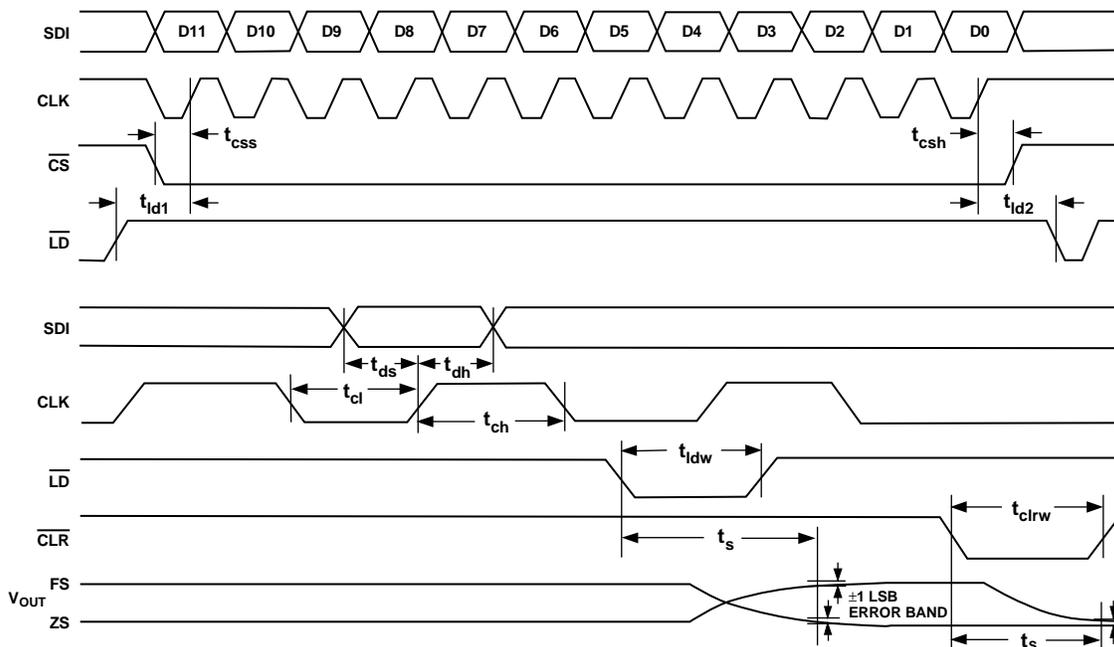 SDI D11 D10 D9 D8 D7 D6 D5 D4 D3 D2 D1 D0
CLK
tcss tcsh
CS
tld1 tld2
LD
SDI
tds tdh
CLK tcl
tch
tldw
LD
tclrw
CLR ts
FS
VOUT ±1 LSB
ERROR BAND
ZS
ts